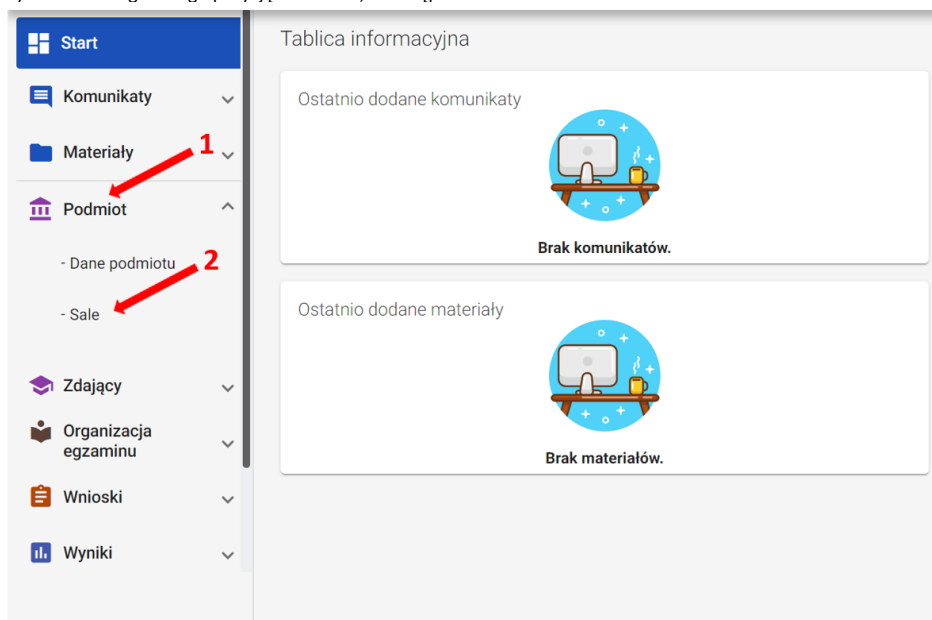 Start
Komunikaty
Materiały
1
Podmiot
- Dane podmiotu
2
- Sale
Zdający
Organizacja
egzaminu
Wnioski
Wyniki
Tablica informacyjna
Ostatnio dodane komunikaty
Brak komunikatów.
Ostatnio dodane materiały
Brak materiałów.